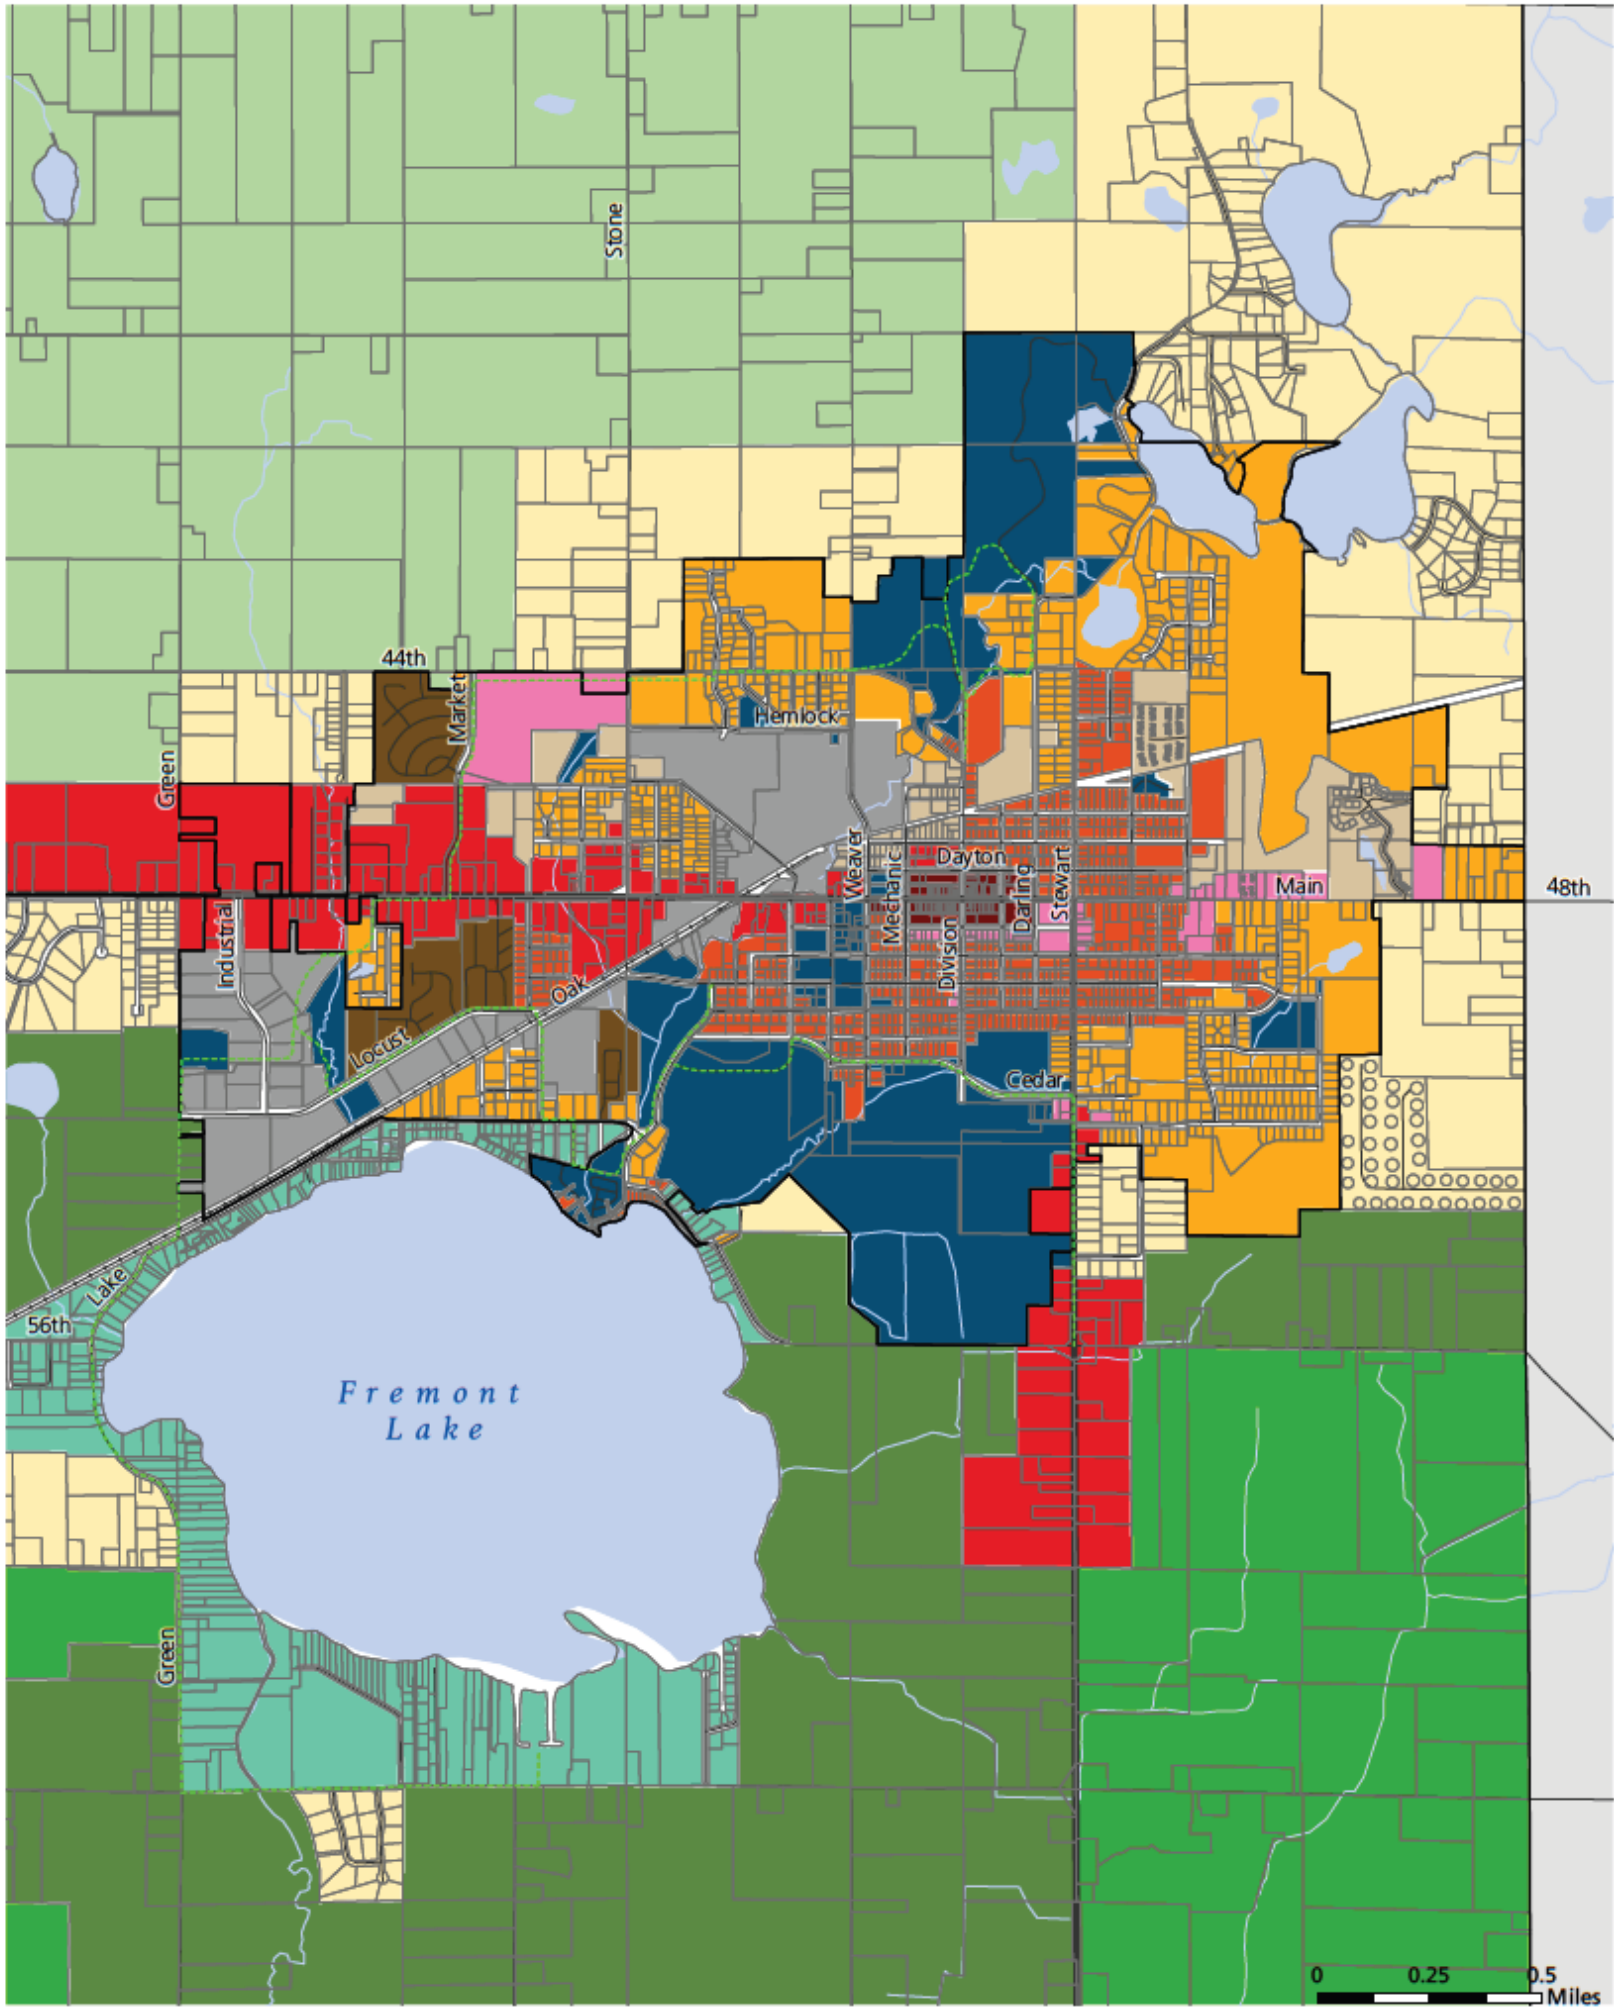 Stone
44th
Market
Hemlock
Green
Weaver
Dayton
Mechanic
Darling
Stewart
Main
48th
Industrial
Division
Oak
Locust
Cedar
Lake
56th
Fremont
Lake
Green
0 0.25 0.5
Miles